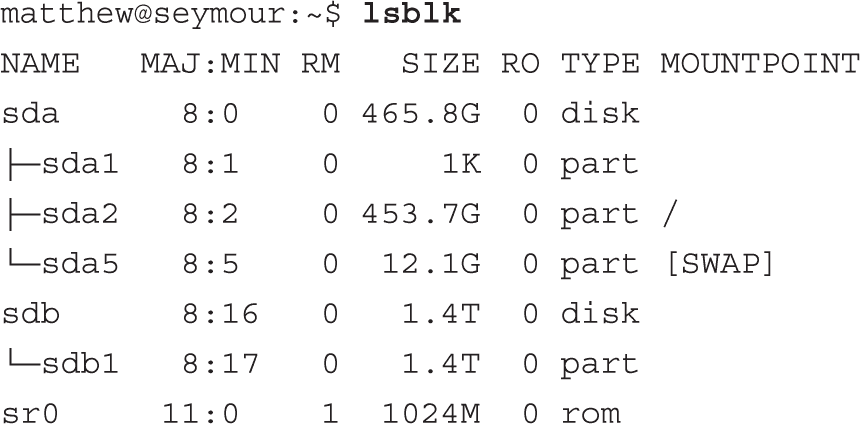 matthew@seymour:~$ lsblk
NAME   MAJ:MIN RM   SIZE RO TYPE MOUNTPOINT
sda      8:0    0 465.8G  0 disk
├─sda1   8:1    0     1K  0 part
├─sda2   8:2    0 453.7G  0 part /
└─sda5   8:5    0  12.1G  0 part [SWAP]
sdb      8:16   0   1.4T  0 disk
└─sdb1   8:17   0   1.4T  0 part
sr0     11:0    1  1024M  0 rom